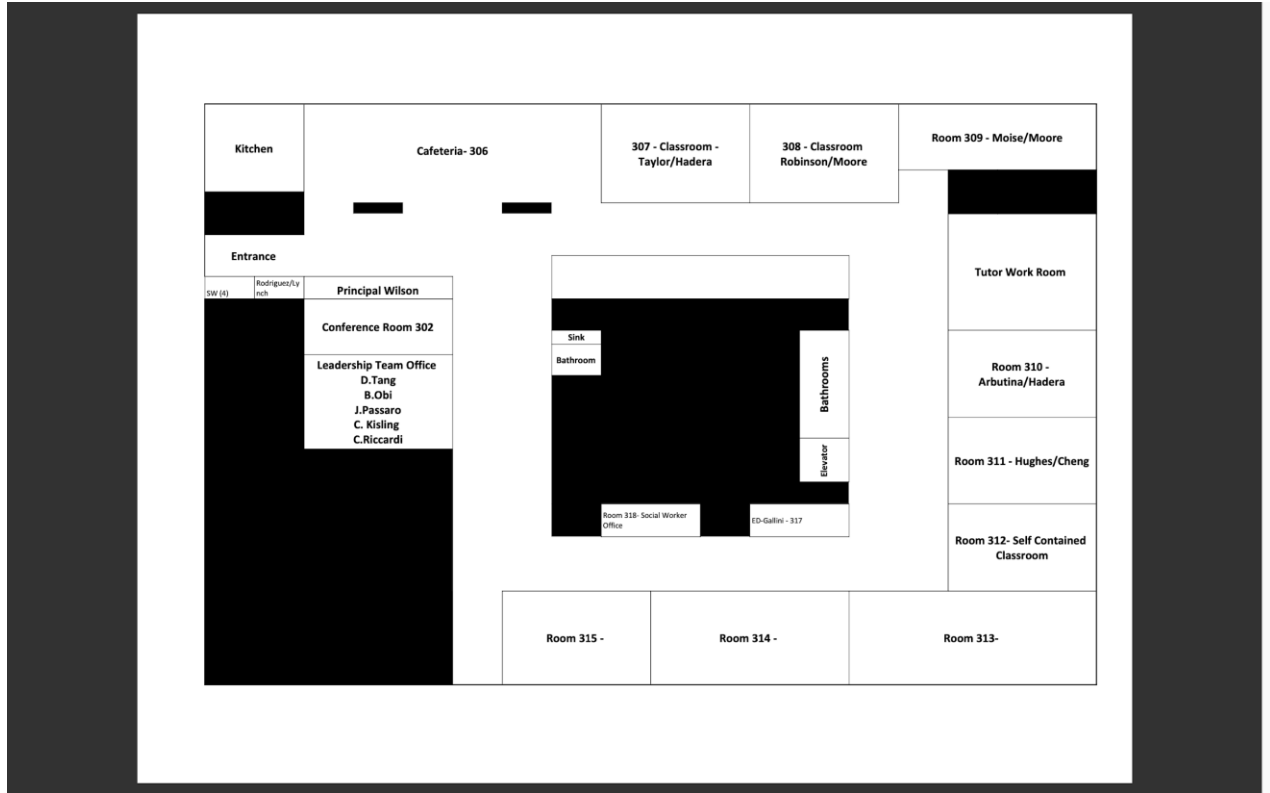 Kitchen
Cafeteria- 306
307 - Classroom -
Taylor/Hadera
308 - Classroom
Robinson/Moore
Room 309 - Moise/Moore
Entrance
SW (4)
Rodriguez/Ly
nch
Principal Wilson
Conference Room 302
Leadership Team Office
D.Tang
B.Obi
J.Passaro
C. Kisling
C.Riccardi
Sink
Bathroom
Bathrooms
Elevator
Room 318- Social Worker
Office
ED-Gallini - 317
Tutor Work Room
Room 310 -
Arbutina/Hadera
Room 311 - Hughes/Cheng
Room 312- Self Contained
Classroom
Room 315 -
Room 314 -
Room 313-